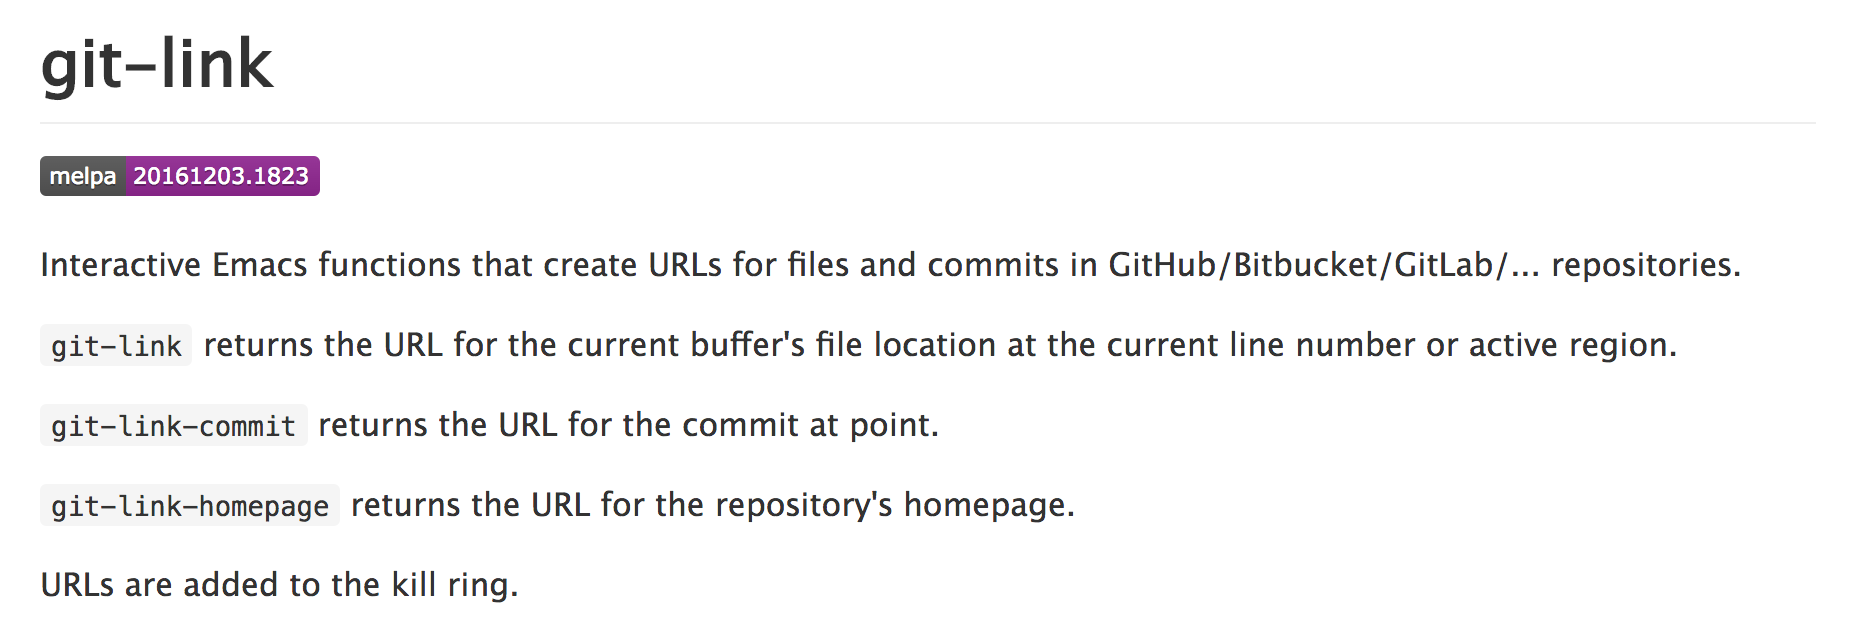 git-link
melpa 20161203.1823
Interactive Emacs functions that create URLs for files and commits in GitHub/Bitbucket/GitLab/... repositories.
git-link returns the URL for the current buffer's file location at the current line number or active region.
git-link-commit returns the URL for the commit at point.
git-link-homepage returns the URL for the repository's homepage.
URLs are added to the kill ring.